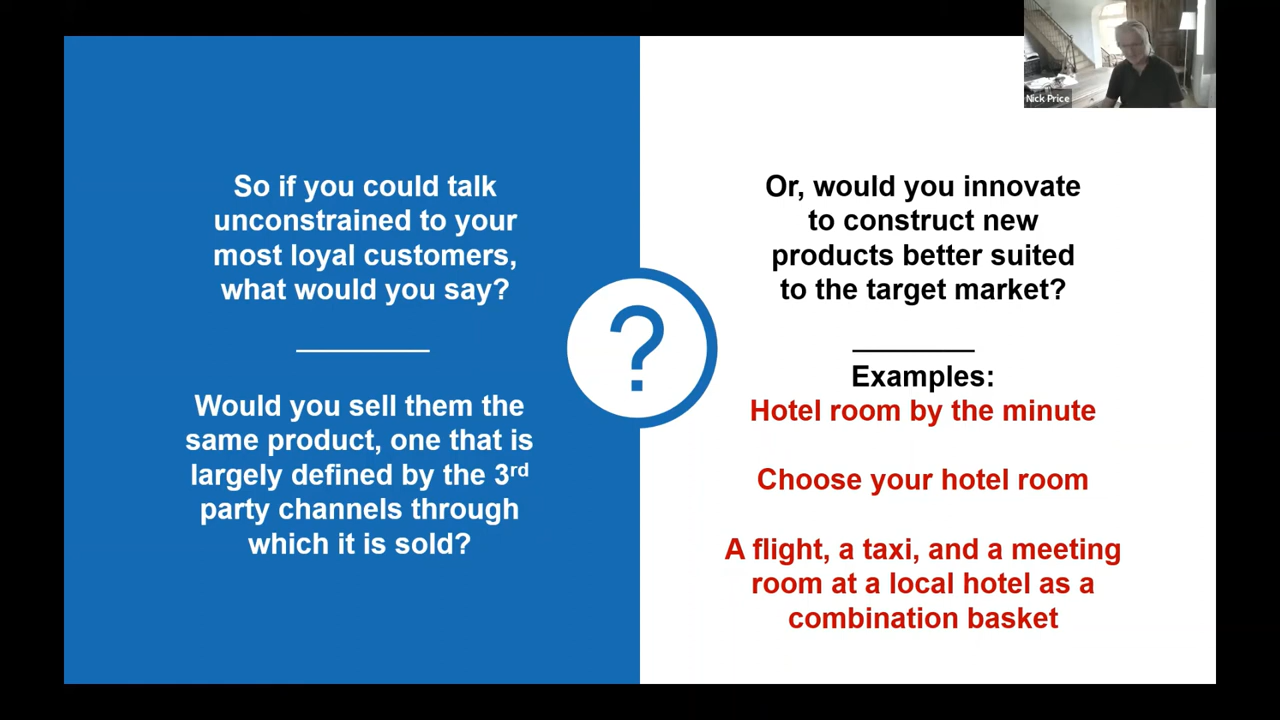 So if you could talk
unconstrained to your
most loyal customers,
what would you say?
Would you sell them the
same product, one that is
largely defined by the 3rd
party channels through
which it is sold?
?
Or, would you innovate
to construct new
products better suited
to the target market?
Examples:
Hotel room by the minute
Choose your hotel room
A flight, a taxi, and a meeting
room at a local hotel as a
combination basket
Nick Price